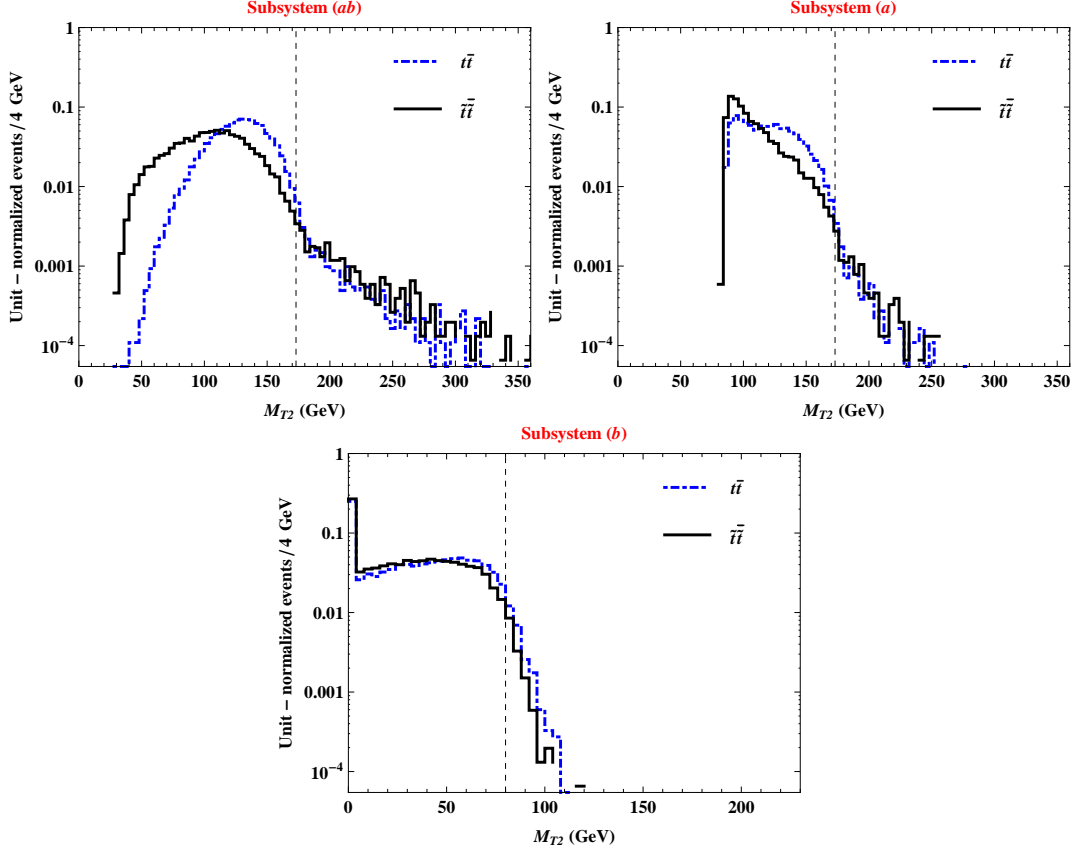 Subsystem (ab)
Unit − normalized events / 4 GeV
1
0.1
0.01
0.001
10⁻⁴
tt̄
t̃t̃̄
0 50 100 150 200 250 300 350
M_T2 (GeV)
Subsystem (a)
Unit − normalized events / 4 GeV
1
0.1
0.01
0.001
10⁻⁴
tt̄
t̃t̃̄
0 50 100 150 200 250 300 350
M_T2 (GeV)
Subsystem (b)
Unit − normalized events / 4 GeV
1
0.1
0.01
0.001
10⁻⁴
tt̄
t̃t̃̄
0 50 100 150 200
M_T2 (GeV)